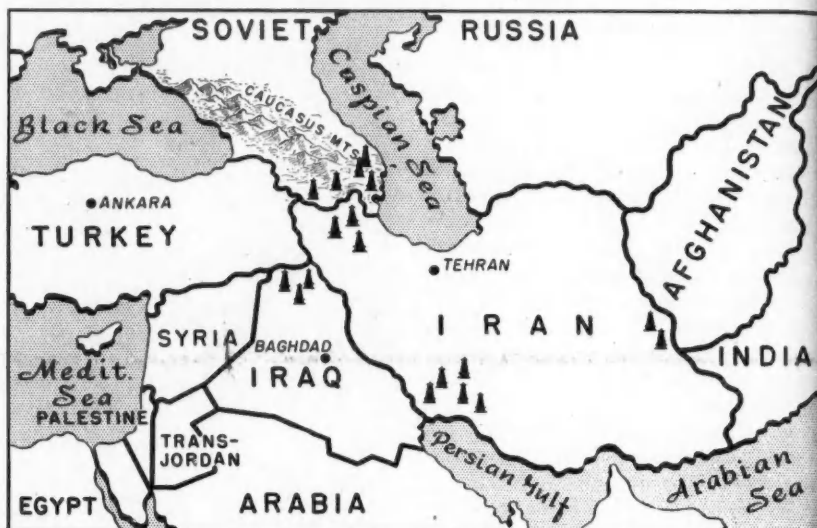 SOVIET RUSSIA
Caspian Sea
CAUCASUS MTS.
Black Sea
AFGHANISTAN
ANKARA
TURKEY
TEHRAN
IRAN
SYRIA
BAGHDAD
IRAQ
INDIA
Medit.
Sea
PALESTINE
TRANS-
JORDAN
Persian Gulf
Arabian
Sea
EGYPT
ARABIA